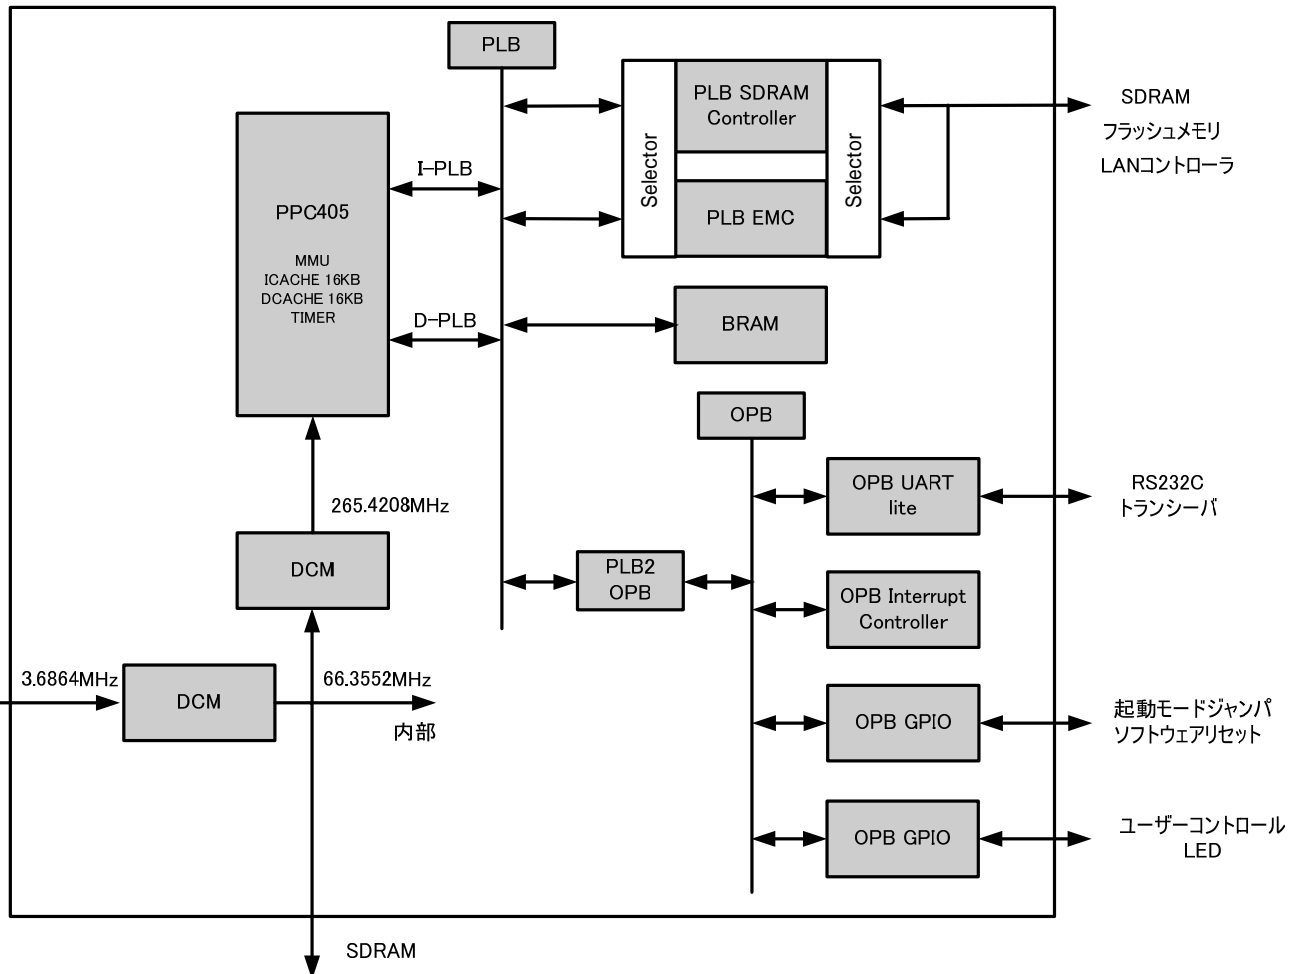 PLB
PLB SDRAM
Controller
Selector
Selector
PLB EMC
SDRAM
フラッシュメモリ
LANコントローラ
I-PLB
PPC405
MMU
ICACHE 16KB
DCACHE 16KB
TIMER
D-PLB
BRAM
OPB
265.4208MHz
OPB UART
lite
RS232C
トランシーバ
DCM
PLB2
OPB
OPB Interrupt
Controller
3.6864MHz
DCM
66.3552MHz
内部
OPB GPIO
起動モードジャンパ
ソフトウェアリセット
OPB GPIO
ユーザーコントロール
LED
SDRAM